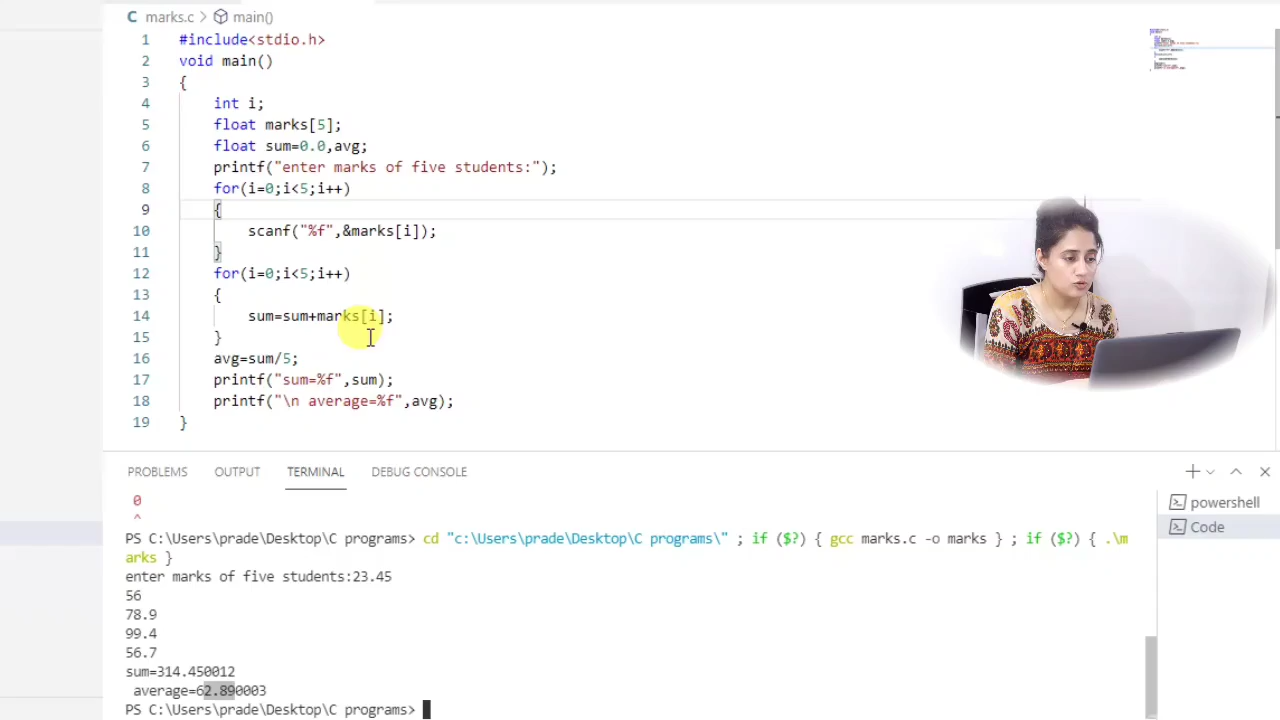 C marks.c > main()
1 #include<stdio.h>
2 void main()
3 {
4 int i;
5 float marks[5];
6 float sum=0.0,avg;
7 printf("enter marks of five students:");
8 for(i=0;i<5;i++)
9 {
10 scanf("%f",&marks[i]);
11 }
12 for(i=0;i<5;i++)
13 {
14 sum=sum+marks[i];
15 }
16 avg=sum/5;
17 printf("sum=%f",sum);
18 printf("\n average=%f",avg);
19 }
PROBLEMS OUTPUT TERMINAL DEBUG CONSOLE
0
^
PS C:\Users\prade\Desktop\C programs> cd "c:\Users\prade\Desktop\C programs\" ; if ($?) { gcc marks.c -o marks } ; if ($?) { .\m
arks }
enter marks of five students:23.45
56
78.9
99.4
56.7
sum=314.450012
average=62.890003
PS C:\Users\prade\Desktop\C programs>
powershell
Code